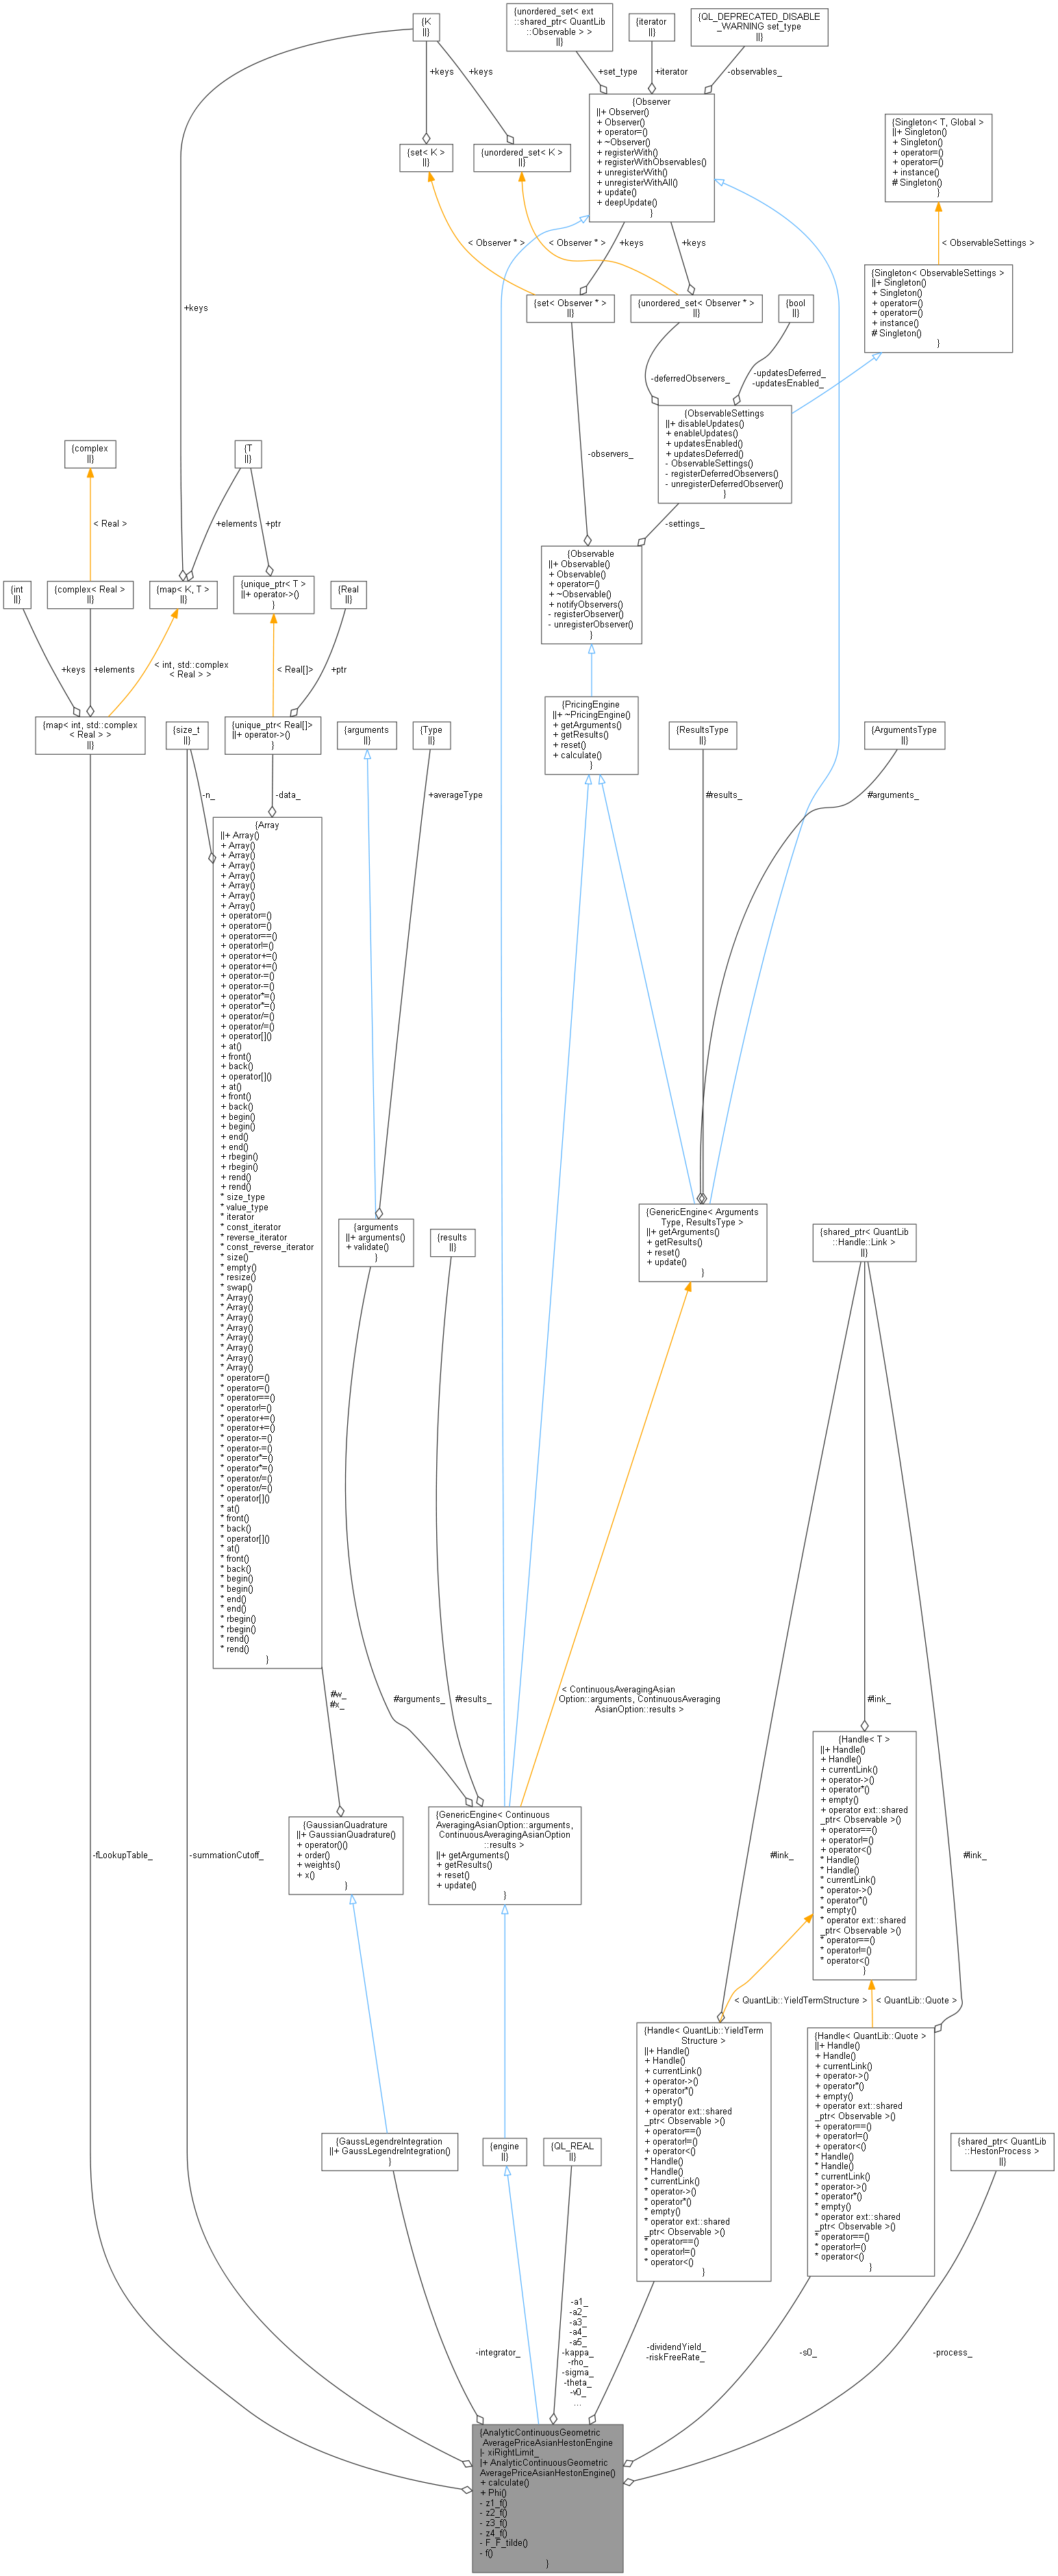 {K
||}
{unordered_set< ext
::shared_ptr< QuantLib
::Observable > >
||}
{iterator
||}
{QL_DEPRECATED_DISABLE
_WARNING set_type
||}
+keys
+keys
+set_type
+iterator
-observables_
{set< K >
||}
{unordered_set< K >
||}
{Observer
||+ Observer()
+ Observer()
+ operator=()
+ ~Observer()
+ registerWith()
+ registerWithObservables()
+ unregisterWith()
+ unregisterWithAll()
+ update()
+ deepUpdate()
}
{Singleton< T, Global >
||+ Singleton()
+ Singleton()
+ operator=()
+ operator=()
+ instance()
# Singleton()
}
< Observer * >
< Observer * >
+keys
+keys
< ObservableSettings >
{Singleton< ObservableSettings >
||+ Singleton()
+ Singleton()
+ operator=()
+ operator=()
+ instance()
# Singleton()
}
+keys
{set< Observer * >
||}
{unordered_set< Observer * >
||}
{bool
||}
-deferredObservers_
-updatesDeferred_
-updatesEnabled_
{ObservableSettings
||+ disableUpdates()
+ enableUpdates()
+ updatesEnabled()
+ updatesDeferred()
- ObservableSettings()
- registerDeferredObservers()
- unregisterDeferredObserver()
}
-observers_
-settings_
{complex
||}
{T
||}
< Real >
+elements
+ptr
{Observable
||+ Observable()
+ Observable()
+ operator=()
+ ~Observable()
+ notifyObservers()
- registerObserver()
- unregisterObserver()
}
{int
||}
{complex< Real >
||}
{map< K, T >
||}
{unique_ptr< T >
||+ operator->()
}
{Real
||}
+keys
+elements
< int, std::complex
< Real > >
< Real[]>
+ptr
{map< int, std::complex
< Real > >
||}
{size_t
||}
{unique_ptr< Real[]>
||+ operator->()
}
{arguments
||}
{Type
||}
{PricingEngine
||+ ~PricingEngine()
+ getArguments()
+ getResults()
+ reset()
+ calculate()
}
{ResultsType
||}
{ArgumentsType
||}
-n_
-data_
+averageType
#results_
#arguments_
{Array
||+ Array()
+ Array()
+ Array()
+ Array()
+ Array()
+ Array()
+ Array()
+ Array()
+ operator=()
+ operator=()
+ operator==()
+ operator!=()
+ operator+=()
+ operator+=()
+ operator-=()
+ operator-=()
+ operator*=()
+ operator*=()
+ operator/=()
+ operator/=()
+ operator[]()
+ at()
+ front()
+ back()
+ operator[]()
+ at()
+ front()
+ back()
+ begin()
+ begin()
+ end()
+ end()
+ rbegin()
+ rbegin()
+ rend()
+ rend()
* size_type
* value_type
* iterator
* const_iterator
* reverse_iterator
* const_reverse_iterator
* size()
* empty()
* resize()
* swap()
* Array()
* Array()
* Array()
* Array()
* Array()
* Array()
* Array()
* Array()
* operator=()
* operator=()
* operator==()
* operator!=()
* operator+=()
* operator+=()
* operator-=()
* operator-=()
* operator*=()
* operator*=()
* operator/=()
* operator/=()
* operator[]()
* at()
* front()
* back()
* operator[]()
* at()
* front()
* back()
* begin()
* begin()
* end()
* end()
* rbegin()
* rbegin()
* rend()
* rend()
}
{arguments
||+ arguments()
+ validate()
}
{results
||}
{GenericEngine< Arguments
Type, ResultsType >
||+ getArguments()
+ getResults()
+ reset()
+ update()
}
{shared_ptr< QuantLib
::Handle::Link >
||}
#w_
#x_
#arguments_
#results_
< ContinuousAveragingAsian
Option::arguments, ContinuousAveraging
AsianOption::results >
#link_
{Handle< T >
||+ Handle()
+ Handle()
+ currentLink()
+ operator->()
+ operator*()
+ empty()
+ operator ext::shared
_ptr< Observable >()
+ operator==()
+ operator!=()
+ operator<()
* Handle()
* Handle()
* currentLink()
* operator->()
* operator*()
* empty()
* operator ext::shared
_ptr< Observable >()
* operator==()
* operator!=()
* operator<()
}
{GaussianQuadrature
||+ GaussianQuadrature()
+ operator()()
+ order()
+ weights()
+ x()
}
{GenericEngine< Continuous
AveragingAsianOption::arguments,
ContinuousAveragingAsianOption
::results >
||+ getArguments()
+ getResults()
+ reset()
+ update()
}
-fLookupTable_
-summationCutoff_
#link_
#link_
< QuantLib::YieldTermStructure >
< QuantLib::Quote >
{GaussLegendreIntegration
||+ GaussLegendreIntegration()
}
{engine
||}
{QL_REAL
||}
{Handle< QuantLib::YieldTerm
Structure >
||+ Handle()
+ Handle()
+ currentLink()
+ operator->()
+ operator*()
+ empty()
+ operator ext::shared
_ptr< Observable >()
+ operator==()
+ operator!=()
+ operator<()
* Handle()
* Handle()
* currentLink()
* operator->()
* operator*()
* empty()
* operator ext::shared
_ptr< Observable >()
* operator==()
* operator!=()
* operator<()
}
{Handle< QuantLib::Quote >
||+ Handle()
+ Handle()
+ currentLink()
+ operator->()
+ operator*()
+ empty()
+ operator ext::shared
_ptr< Observable >()
+ operator==()
+ operator!=()
+ operator<()
* Handle()
* Handle()
* currentLink()
* operator->()
* operator*()
* empty()
* operator ext::shared
_ptr< Observable >()
* operator==()
* operator!=()
* operator<()
}
{shared_ptr< QuantLib
::HestonProcess >
||}
-integrator_
-a1_
-a2_
-a3_
-a4_
-a5_
-kappa_
-rho_
-sigma_
-theta_
-v0_
...
-dividendYield_
-riskFreeRate_
-s0_
-process_
{AnalyticContinuousGeometric
AveragePriceAsianHestonEngine
|- xiRightLimit_
|+ AnalyticContinuousGeometric
AveragePriceAsianHestonEngine()
+ calculate()
+ Phi()
- z1_f()
- z2_f()
- z3_f()
- z4_f()
- F_F_tilde()
- f()
}